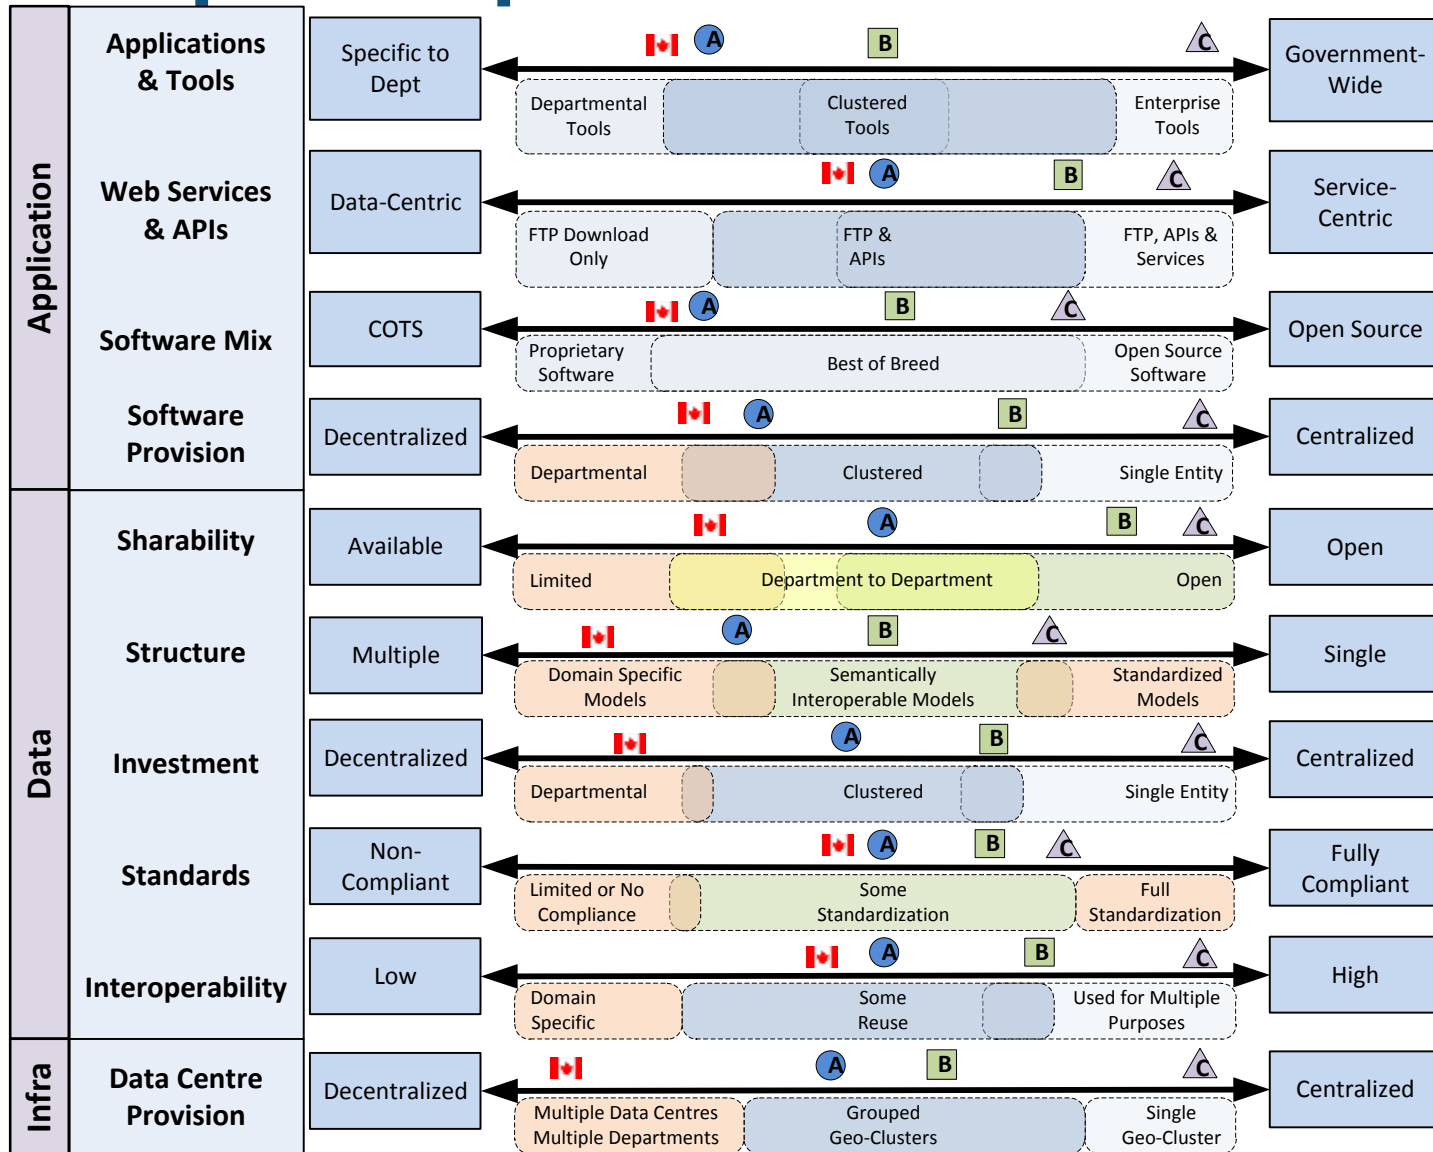 Application
Applications
& Tools
Specific to
Dept
A
B
C
Government-
Wide
Departmental
Tools
Clustered
Tools
Enterprise
Tools
Web Services
& APIs
Data-Centric
A
B
C
Service-
Centric
FTP Download
Only
FTP &
APIs
FTP, APIs &
Services
Software Mix
COTS
A
B
C
Open Source
Proprietary
Software
Best of Breed
Open Source
Software
Software
Provision
Decentralized
A
B
C
Centralized
Departmental
Clustered
Single Entity
Data
Sharability
Available
A
B
C
Open
Limited
Department to Department
Open
Structure
Multiple
A
B
C
Single
Domain Specific
Models
Semantically
Interoperable Models
Standardized
Models
Investment
Decentralized
A
B
C
Centralized
Departmental
Clustered
Single Entity
Standards
Non-
Compliant
A
B
C
Fully
Compliant
Limited or No
Compliance
Some
Standardization
Full
Standardization
Interoperability
Low
A
B
C
High
Domain
Specific
Some
Reuse
Used for Multiple
Purposes
Infra
Data Centre
Provision
Decentralized
A
B
C
Centralized
Multiple Data Centres
Multiple Departments
Grouped
Geo-Clusters
Single
Geo-Cluster